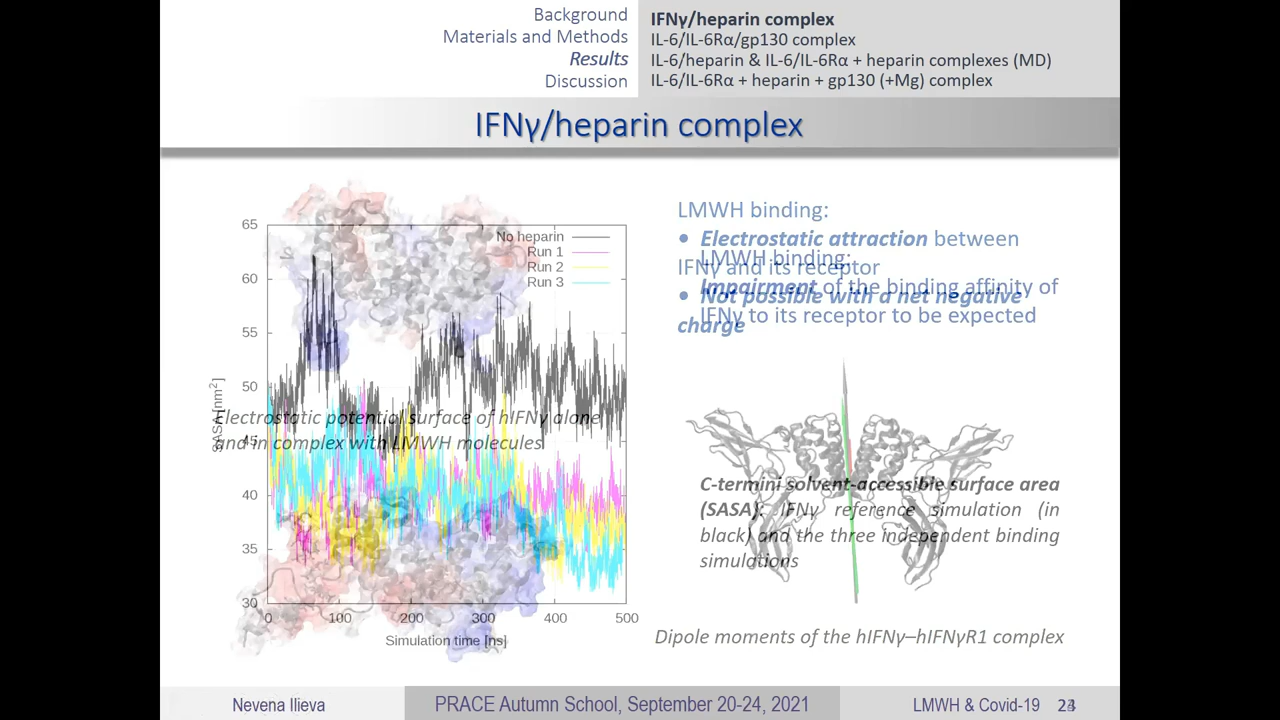 Background
Materials and Methods
Results
Discussion
IFNγ/heparin complex
IL-6/IL-6Rα/gp130 complex
IL-6/heparin & IL-6/IL-6Rα + heparin complexes (MD)
IL-6/IL-6Rα + heparin + gp130 (+Mg) complex
IFNγ/heparin complex
65
60
55
50
45
40
35
30
SASA [nm2]
No heparin
Run 1
Run 2
Run 3
0 100 200 300 400 500
Simulation time [ns]
Electrostatic potential surface of hIFNγ alone
and in complex with LMWH molecules
LMWH binding:
• Electrostatic attraction between
IFNγ and its receptor
• Not possible with a net negative
charge
LMWH binding:
Impairment of the binding affinity of
IFNγ to its receptor to be expected
C-termini solvent-accessible surface area
(SASA): IFNγ reference simulation (in
black) and the three independent binding
simulations
Dipole moments of the hIFNγ–hIFNγR1 complex
Nevena Ilieva
PRACE Autumn School, September 20-24, 2021
LMWH & Covid-19